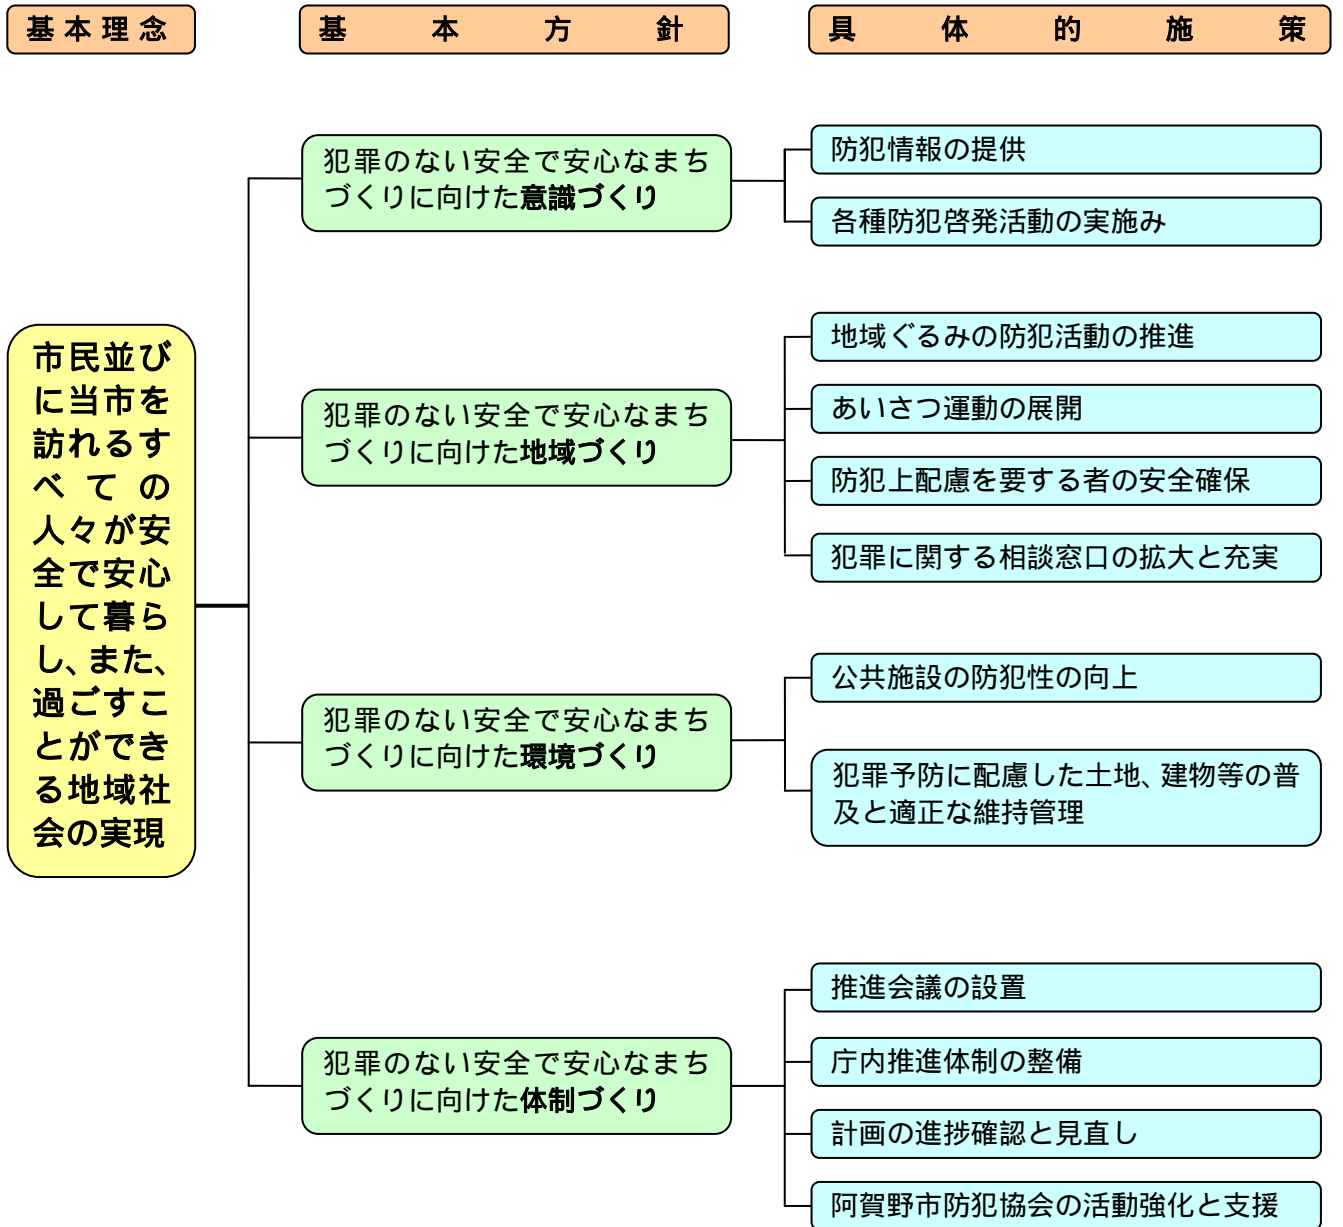 基本理念
基本方針
具体的施策
市民並び
に当市を
訪れるす
べての
人々が安
全で安心
して暮ら
し、また、
過ごすこ
とができ
る地域社
会の実現
犯罪のない安全で安心なまち
づくりに向けた意識づくり
防犯情報の提供
各種防犯啓発活動の実施み
犯罪のない安全で安心なまち
づくりに向けた地域づくり
地域ぐるみの防犯活動の推進
あいさつ運動の展開
防犯上配慮を要する者の安全確保
犯罪に関する相談窓口の拡大と充実
犯罪のない安全で安心なまち
づくりに向けた環境づくり
公共施設の防犯性の向上
犯罪予防に配慮した土地、建物等の普
及と適正な維持管理
犯罪のない安全で安心なまち
づくりに向けた体制づくり
推進会議の設置
庁内推進体制の整備
計画の進捗確認と見直し
阿賀野市防犯協会の活動強化と支援